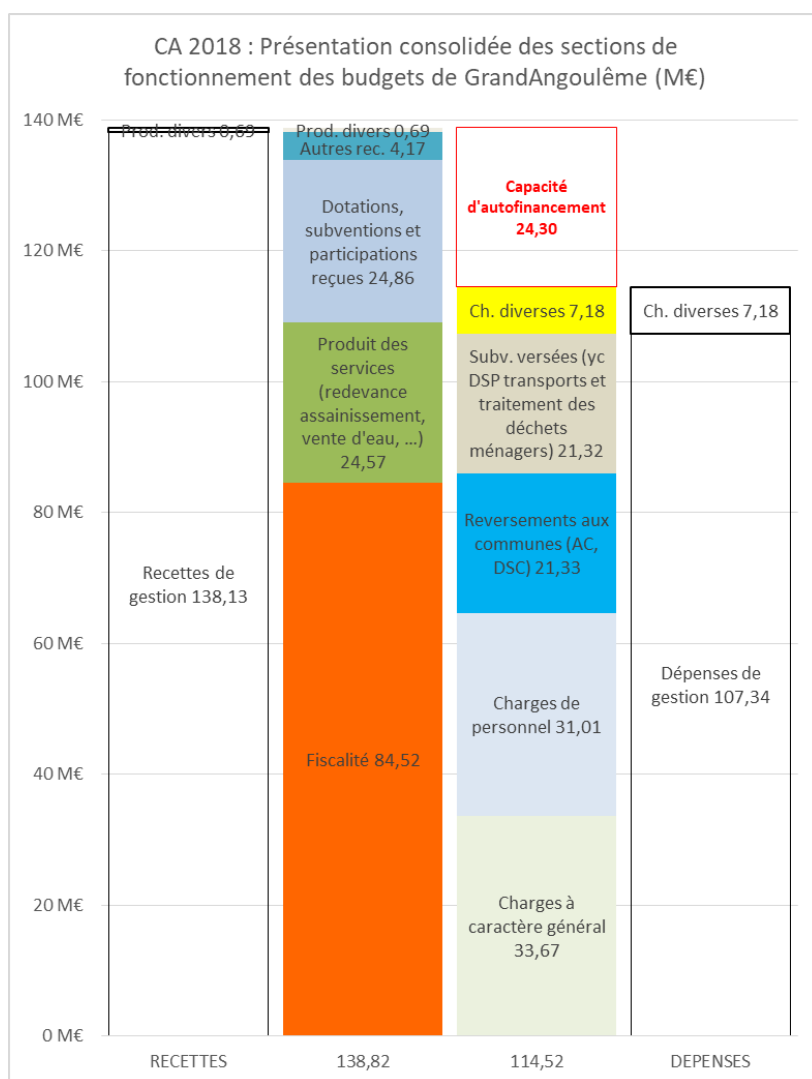 CA 2018 : Présentation consolidée des sections de
fonctionnement des budgets de GrandAngoulême (M€)
140 M€
120 M€
100 M€
80 M€
60 M€
40 M€
20 M€
0 M€
Prod. divers 0,69
Recettes de
gestion 138,13
RECETTES
Prod. divers 0,69
Autres rec. 4,17
Dotations,
subventions et
participations
reçues 24,86
Produit des
services
(redevance
assainissement,
vente d'eau, ...)
24,57
Fiscalité 84,52
138,82
Capacité
d'autofinancement
24,30
Ch. diverses 7,18
Subv. versées (yc
DSP transports et
traitement des
déchets
ménagers) 21,32
Reversements aux
communes (AC,
DSC) 21,33
Charges de
personnel 31,01
Charges à
caractère général
33,67
114,52
Ch. diverses 7,18
Dépenses de
gestion 107,34
DEPENSES